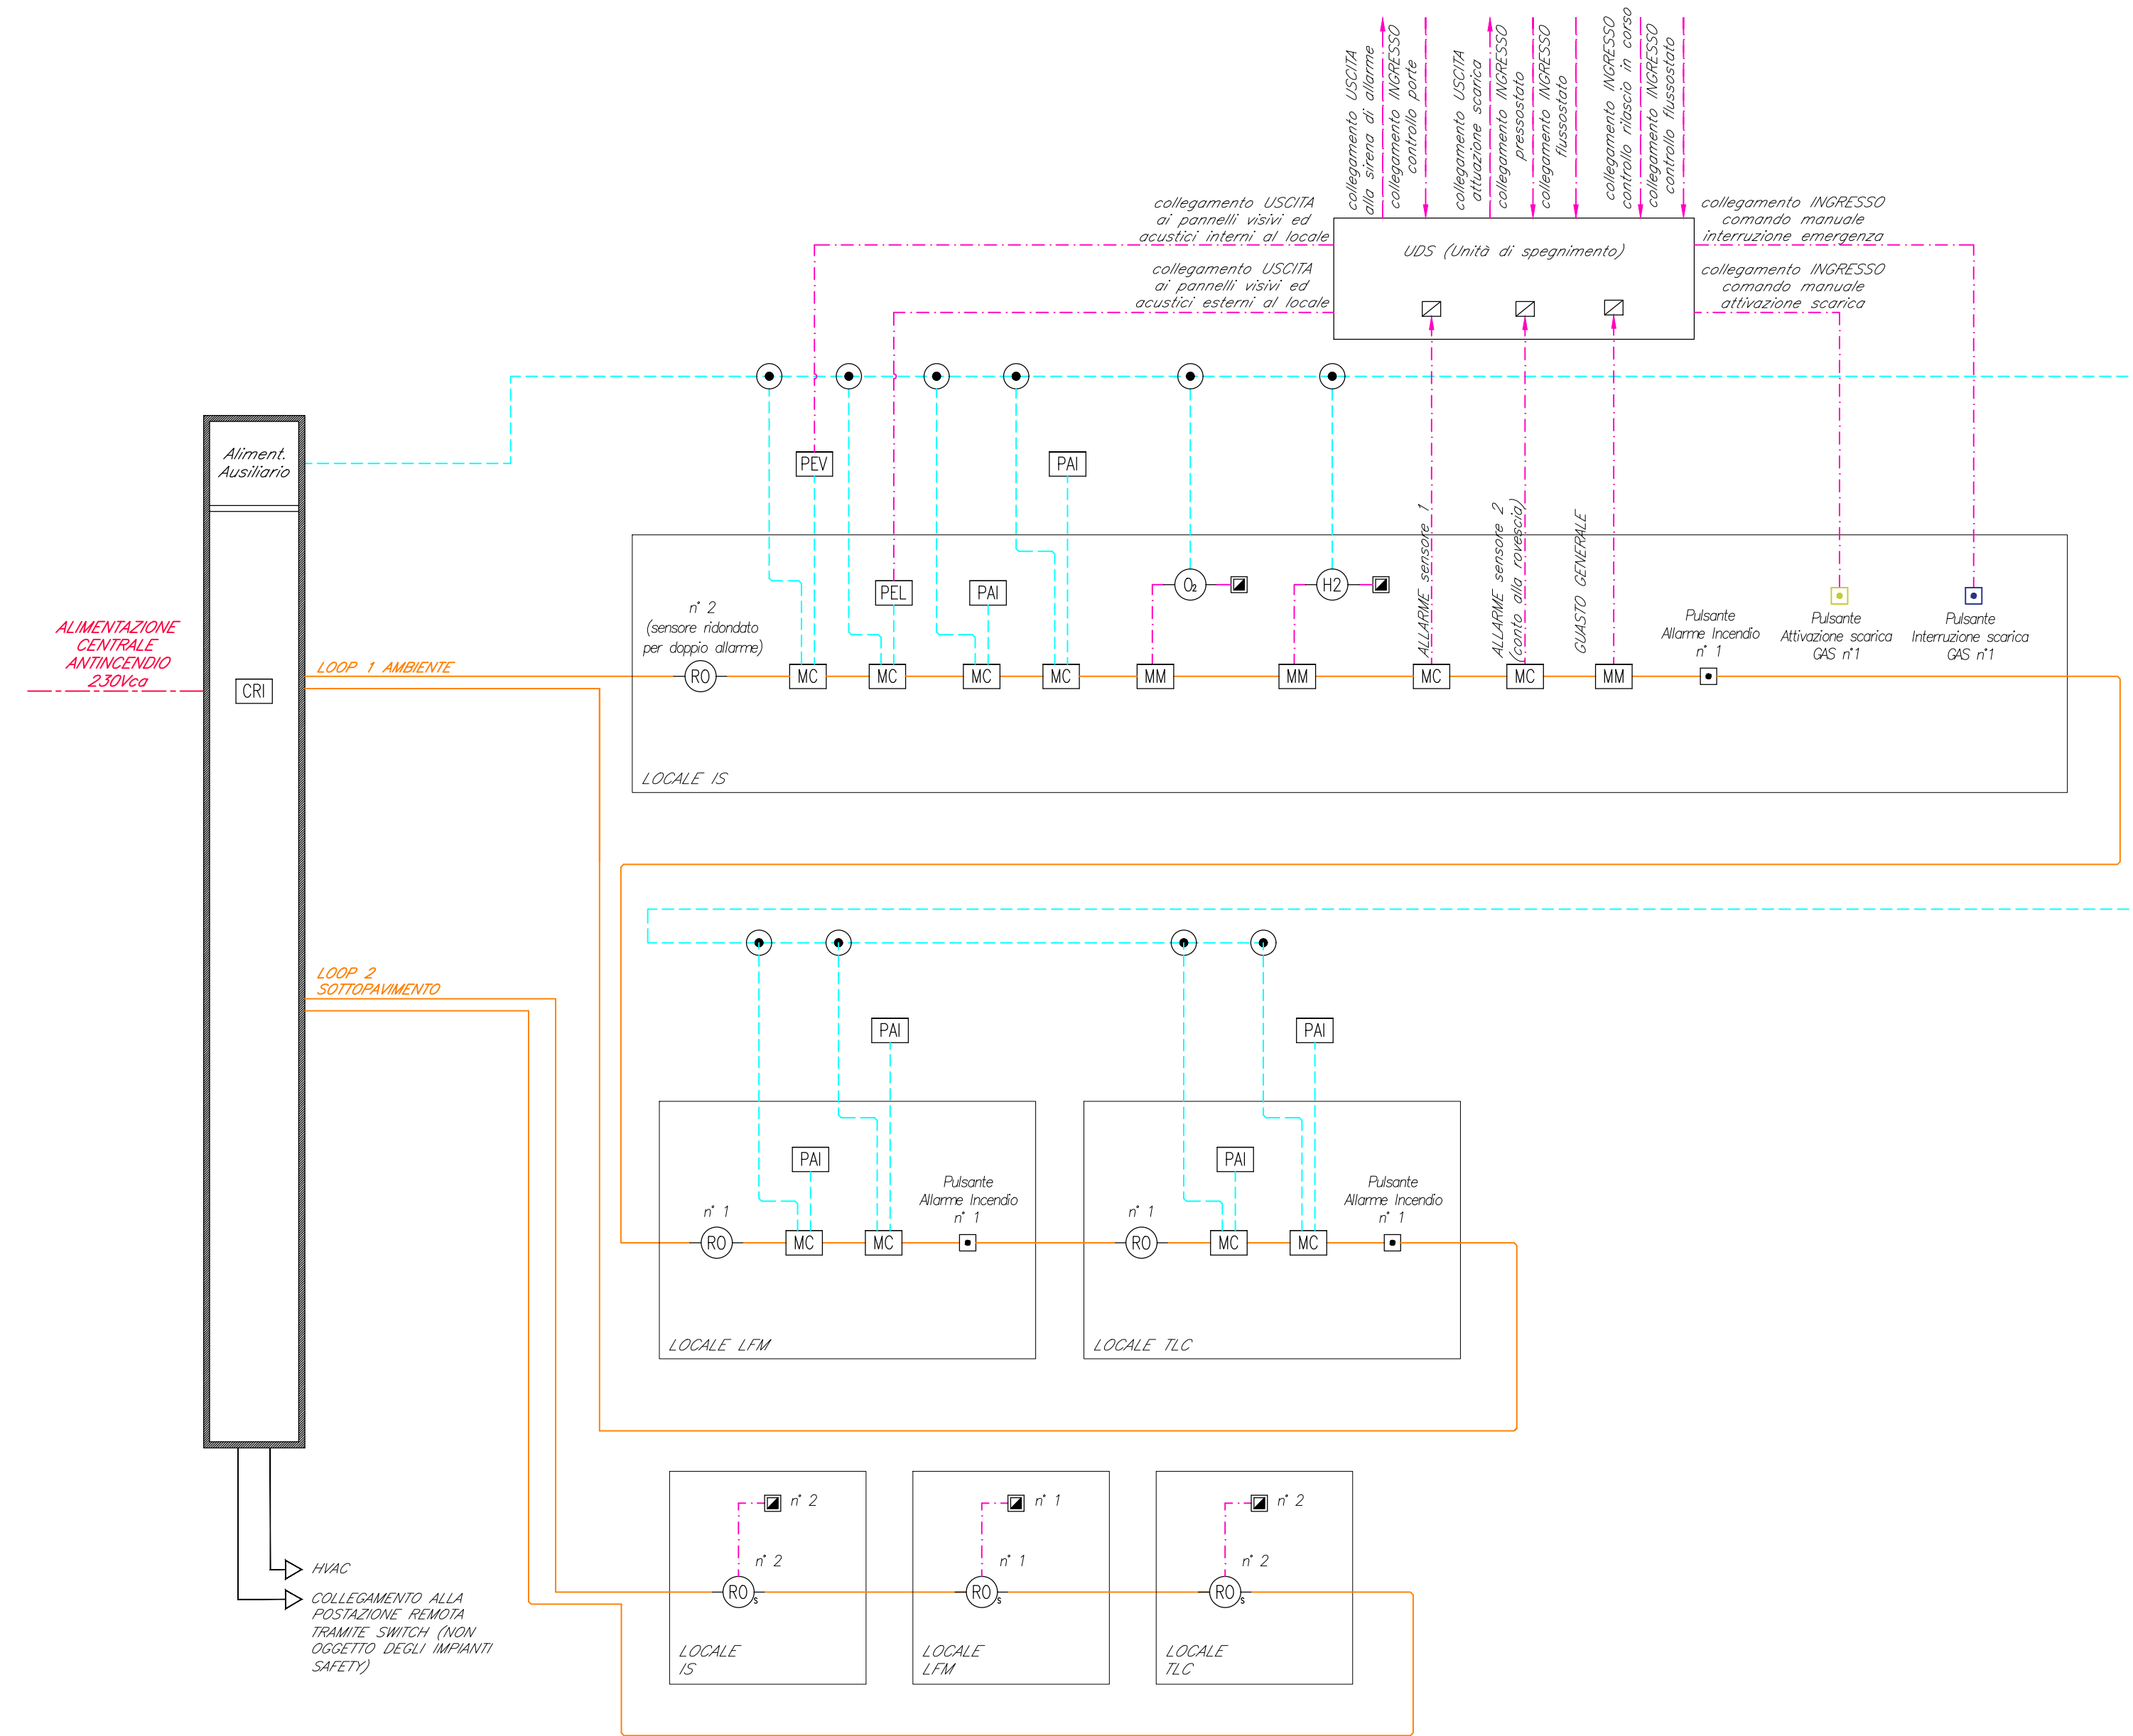 collegamento USCITA
alla sirena di allarme
collegamento INGRESSO
controllo porte
collegamento USCITA
attuazione scarica
collegamento INGRESSO
pressostato
collegamento INGRESSO
flussostato
collegamento INGRESSO
controllo rilascio in corso
collegamento INGRESSO
controllo flussostato
collegamento USCITA
ai pannelli visivi ed
acustici interni al locale
collegamento USCITA
ai pannelli visivi ed
acustici esterni al locale
UDS (Unità di spegnimento)
collegamento INGRESSO
comando manuale
interruzione emergenza
collegamento INGRESSO
comando manuale
attivazione scarica
Aliment.
Ausiliario
PEV
PAI
PEL
PAI
O2
H2
ALLARME sensore 1
ALLARME sensore 2
(conto alla rovescia)
GUASTO GENERALE
n° 2
(sensore ridondato
per doppio allarme)
Pulsante
Allarme Incendio
n° 1
Pulsante
Attivazione scarica
GAS n°1
Pulsante
Interruzione scarica
GAS n°1
ALIMENTAZIONE
CENTRALE
ANTINCENDIO
230Vca
CRI
LOOP 1 AMBIENTE
RO
MC
MC
MC
MC
MM
MM
MC
MC
MM
LOCALE IS
LOOP 2
SOTTOPAVIMENTO
PAI
PAI
PAI
PAI
n° 1
Pulsante
Allarme Incendio
n° 1
n° 1
Pulsante
Allarme Incendio
n° 1
RO
MC
MC
RO
MC
MC
LOCALE LFM
LOCALE TLC
n° 2
n° 1
n° 2
n° 2
n° 1
n° 2
RO s
RO s
RO s
LOCALE
IS
LOCALE
LFM
LOCALE
TLC
HVAC
COLLEGAMENTO ALLA
POSTAZIONE REMOTA
TRAMITE SWITCH (NON
OGGETTO DEGLI IMPIANTI
SAFETY)